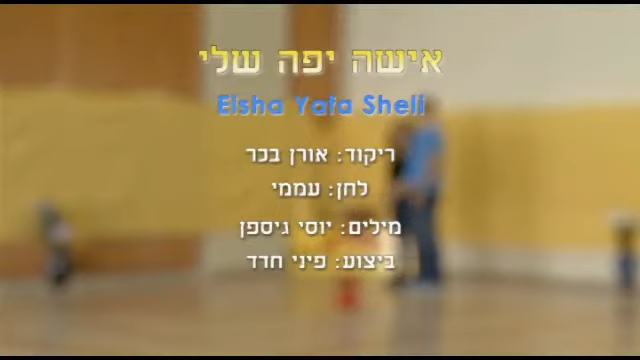 אישה יפה שלי
Eisha Yafa Sheli
ריקוד: אורן בכר
לחן: עממי
מילים: יוסי גיספן
ביצוע: פיני חדד